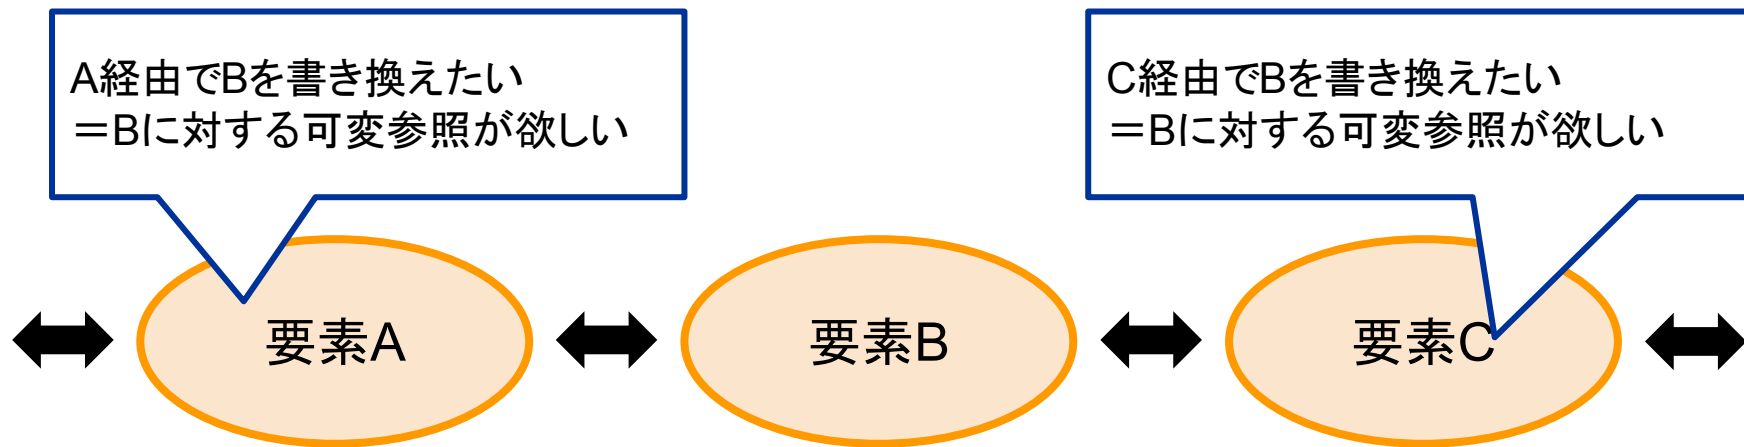 A経由でBを書き換えたい
=Bに対する可変参照が欲しい
C経由でBを書き換えたい
=Bに対する可変参照が欲しい
要素A
要素B
要素C